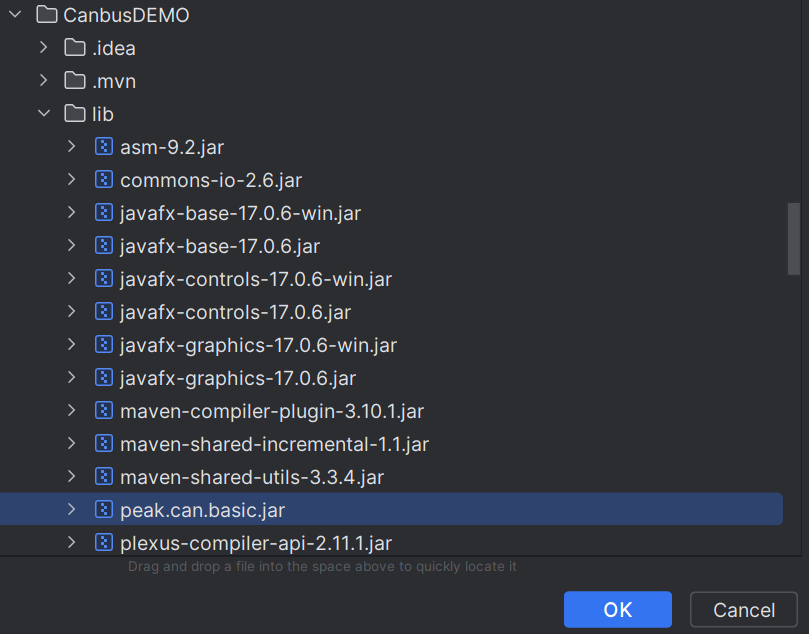 CanbusDEMO
.idea
.mvn
lib
asm-9.2.jar
commons-io-2.6.jar
javafx-base-17.0.6-win.jar
javafx-base-17.0.6.jar
javafx-controls-17.0.6-win.jar
javafx-controls-17.0.6.jar
javafx-graphics-17.0.6-win.jar
javafx-graphics-17.0.6.jar
maven-compiler-plugin-3.10.1.jar
maven-shared-incremental-1.1.jar
maven-shared-utils-3.3.4.jar
peak.can.basic.jar
plexus-compiler-api-2.11.1.jar
Drag and drop a file into the space above to quickly locate it
OK Cancel